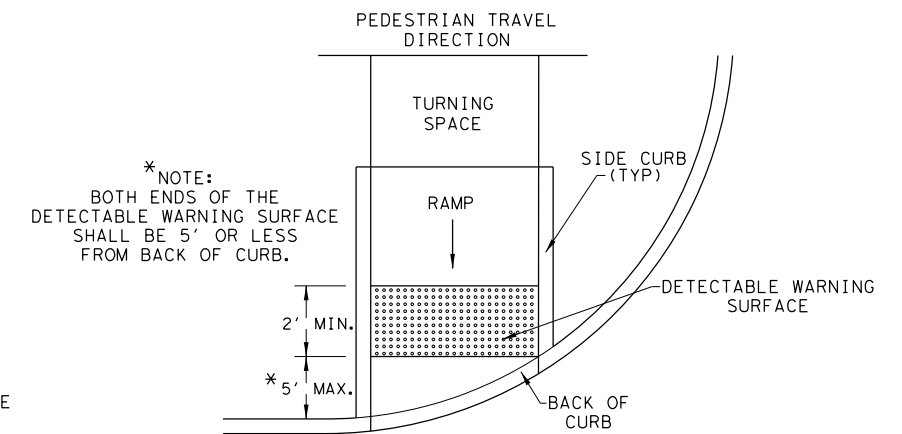 PEDESTRIAN TRAVEL
DIRECTION
TURNING
SPACE
*NOTE:
BOTH ENDS OF THE
DETECTABLE WARNING SURFACE
SHALL BE 5' OR LESS
FROM BACK OF CURB.
SIDE CURB
(TYP)
RAMP
DETECTABLE WARNING
SURFACE
2' MIN.
*5' MAX.
BACK OF
CURB
E